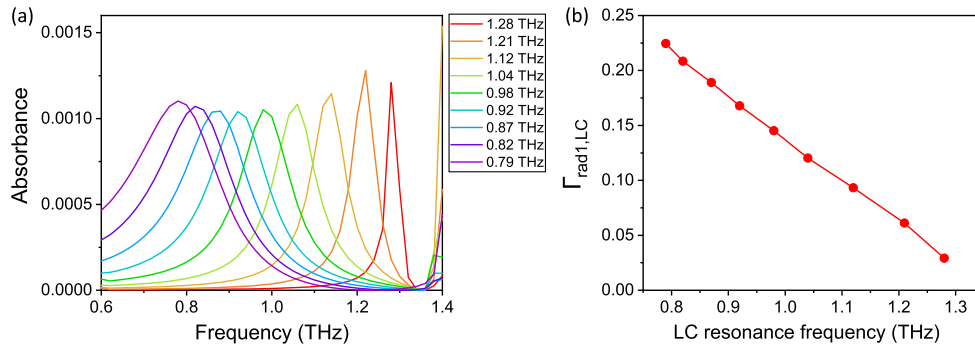 (a)
Absorbance
0.0015
0.0010
0.0005
0.0000
0.6
0.8
1.0
1.2
1.4
Frequency (THz)
1.28 THz
1.21 THz
1.12 THz
1.04 THz
0.98 THz
0.92 THz
0.87 THz
0.82 THz
0.79 THz
(b)
Γrad1,LC
0.25
0.20
0.15
0.10
0.05
0.00
0.8
0.9
1.0
1.1
1.2
1.3
LC resonance frequency (THz)